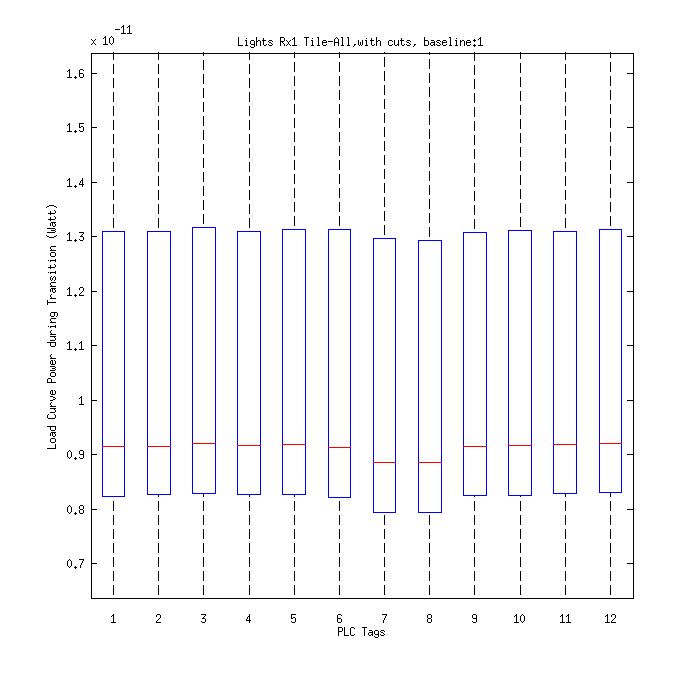 x 10^-11
Lights Rx1 Tile-All,with cuts, baseline:1
1.6
1.5
1.4
1.3
1.2
1.1
1
0.9
0.8
0.7
Load Curve Power during Transition (Watt)
1 2 3 4 5 6 7 8 9 10 11 12
PLC Tags